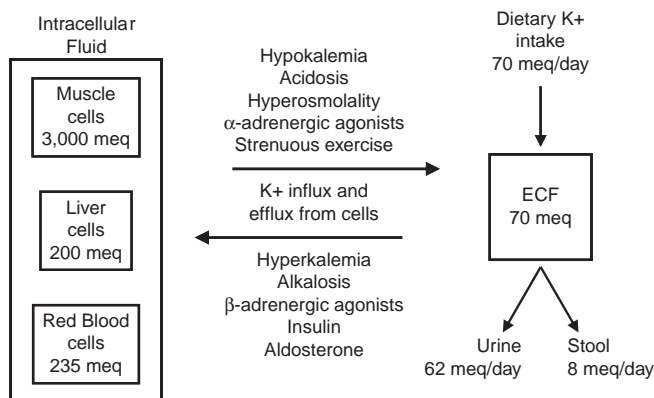 Intracellular
Fluid
Muscle
cells
3,000 meq
Liver
cells
200 meq
Red Blood
cells
235 meq
Hypokalemia
Acidosis
Hyperosmolality
α-adrenergic agonists
Strenuous exercise
K+ influx and
efflux from cells
Hyperkalemia
Alkalosis
β-adrenergic agonists
Insulin
Aldosterone
Dietary K+
intake
70 meq/day
ECF
70 meq
Urine
62 meq/day
Stool
8 meq/day